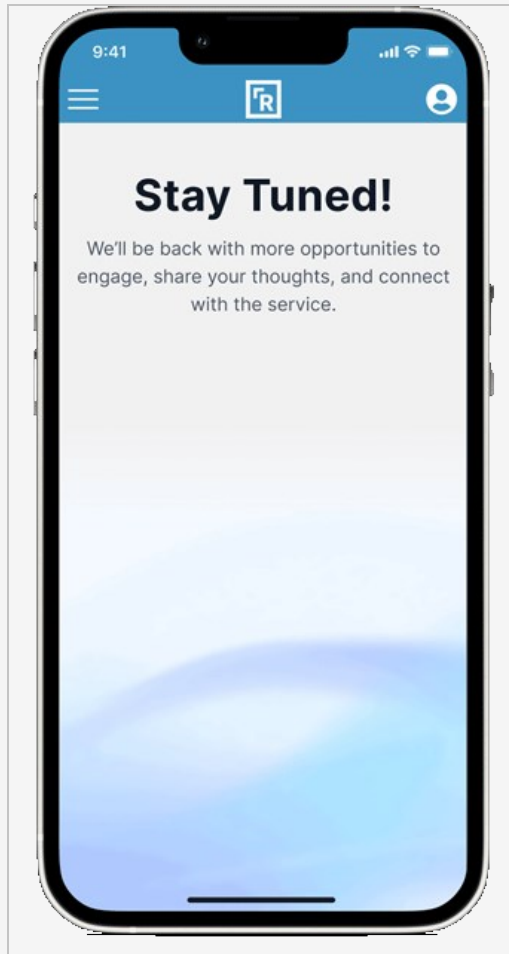 9:41
R
Stay Tuned!
We'll be back with more opportunities to
engage, share your thoughts, and connect
with the service.